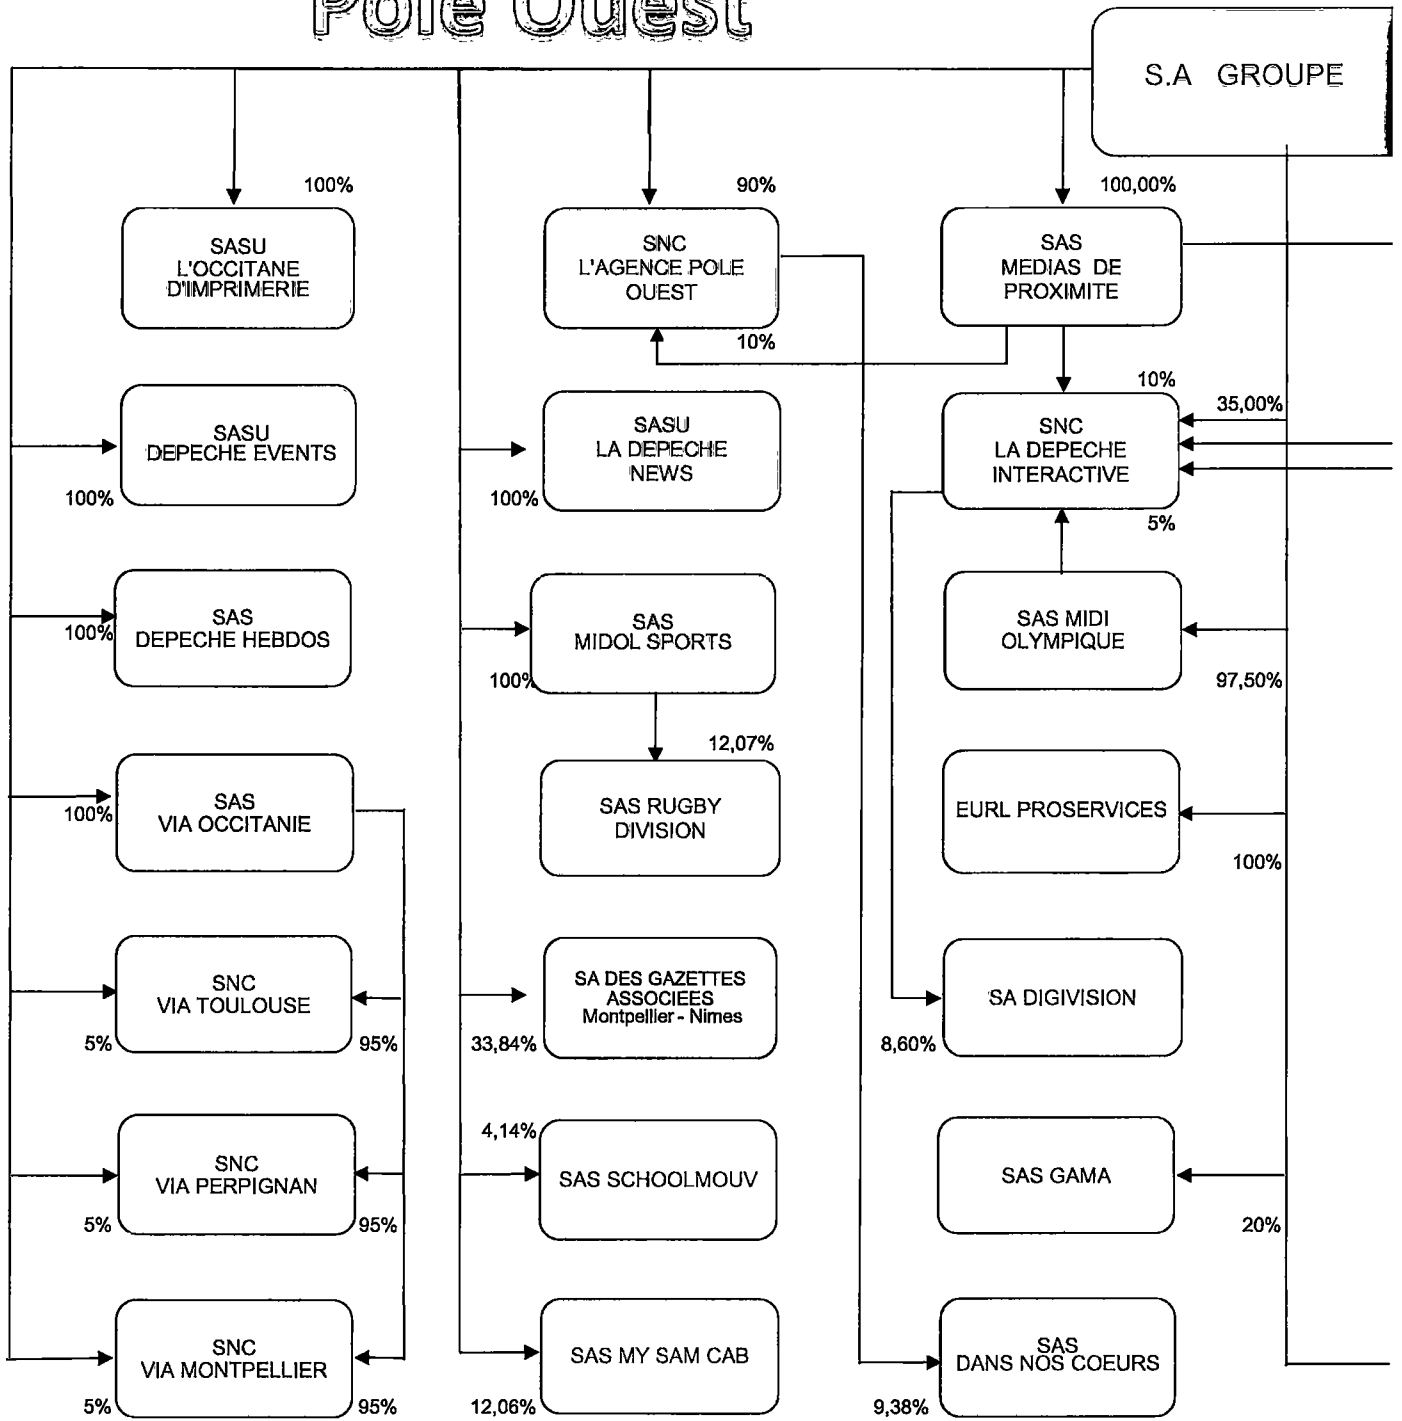 Pole Ouest
S.A GROUPE
100%
SASU
L'OCCITANE
D'IMPRIMERIE
90%
SNC
L'AGENCE POLE
OUEST
10%
100,00%
SAS
MEDIAS DE
PROXIMITE
SASU
DEPECHE EVENTS
100%
SASU
LA DEPECHE
NEWS
100%
10%
35,00%
SNC
LA DEPECHE
INTERACTIVE
5%
SAS
DEPECHE HEBDOS
100%
SAS
MIDOL SPORTS
100%
SAS MIDI
OLYMPIQUE
97,50%
SAS
VIA OCCITANIE
100%
12,07%
SAS RUGBY
DIVISION
EURL PROSERVICES
100%
SNC
VIA TOULOUSE
5%
95%
SA DES GAZETTES
ASSOCIEES
Montpellier - Nimes
33,84%
SA DIGIVISION
8,60%
SNC
VIA PERPIGNAN
5%
95%
4,14%
SAS SCHOOLMOUV
SAS GAMA
20%
SNC
VIA MONTPELLIER
5%
95%
SAS MY SAM CAB
12,06%
SAS
DANS NOS COEURS
9,38%